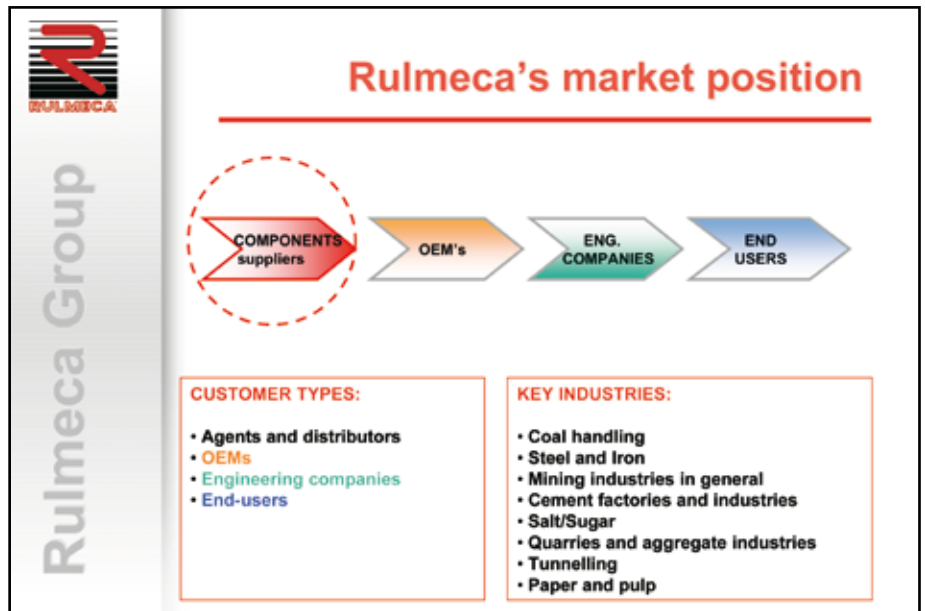 RULMECA
Rulmeca Group
Rulmeca's market position
COMPONENTS
suppliers
OEM's
ENG.
COMPANIES
END
USERS
CUSTOMER TYPES:
• Agents and distributors
• OEMs
• Engineering companies
• End-users
KEY INDUSTRIES:
• Coal handling
• Steel and Iron
• Mining industries in general
• Cement factories and industries
• Salt/Sugar
• Quarries and aggregate industries
• Tunnelling
• Paper and pulp